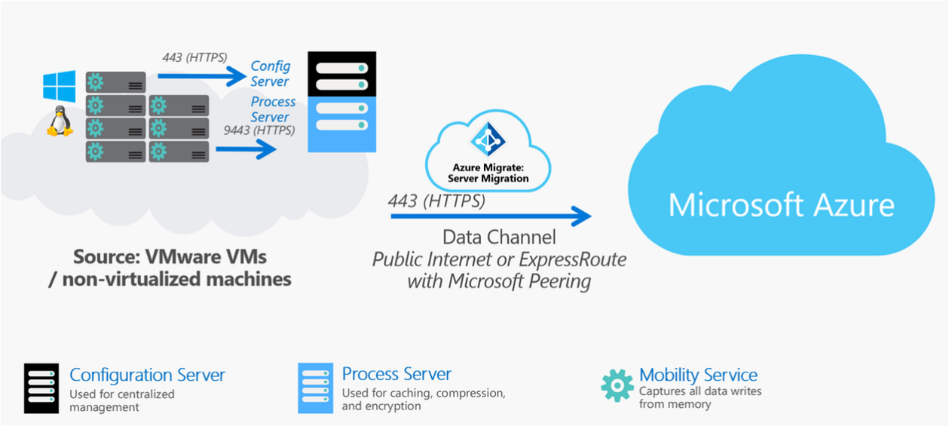 443 (HTTPS)
Config
Server
Process
Server
9443 (HTTPS)
Source: VMware VMs
/ non-virtualized machines
Azure Migrate:
Server Migration
443 (HTTPS)
Data Channel
Public Internet or ExpressRoute
with Microsoft Peering
Microsoft Azure
Configuration Server
Used for centralized
management
Process Server
Used for caching, compression,
and encryption
Mobility Service
Captures all data writes
from memory